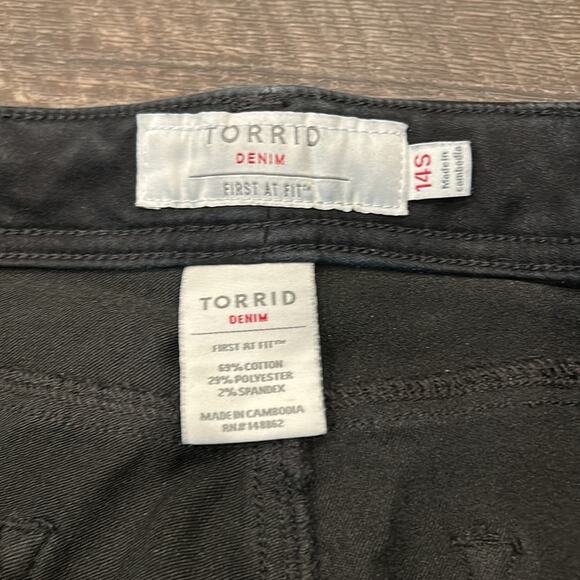 TORRID
DENIM
FIRST AT FIT™
14S
Made in
cambodia
TORRID
DENIM
FIRST AT FIT™
69% COTTON
29% POLYESTER
2% SPANDEX
MADE IN CAMBODIA
RN# 148862